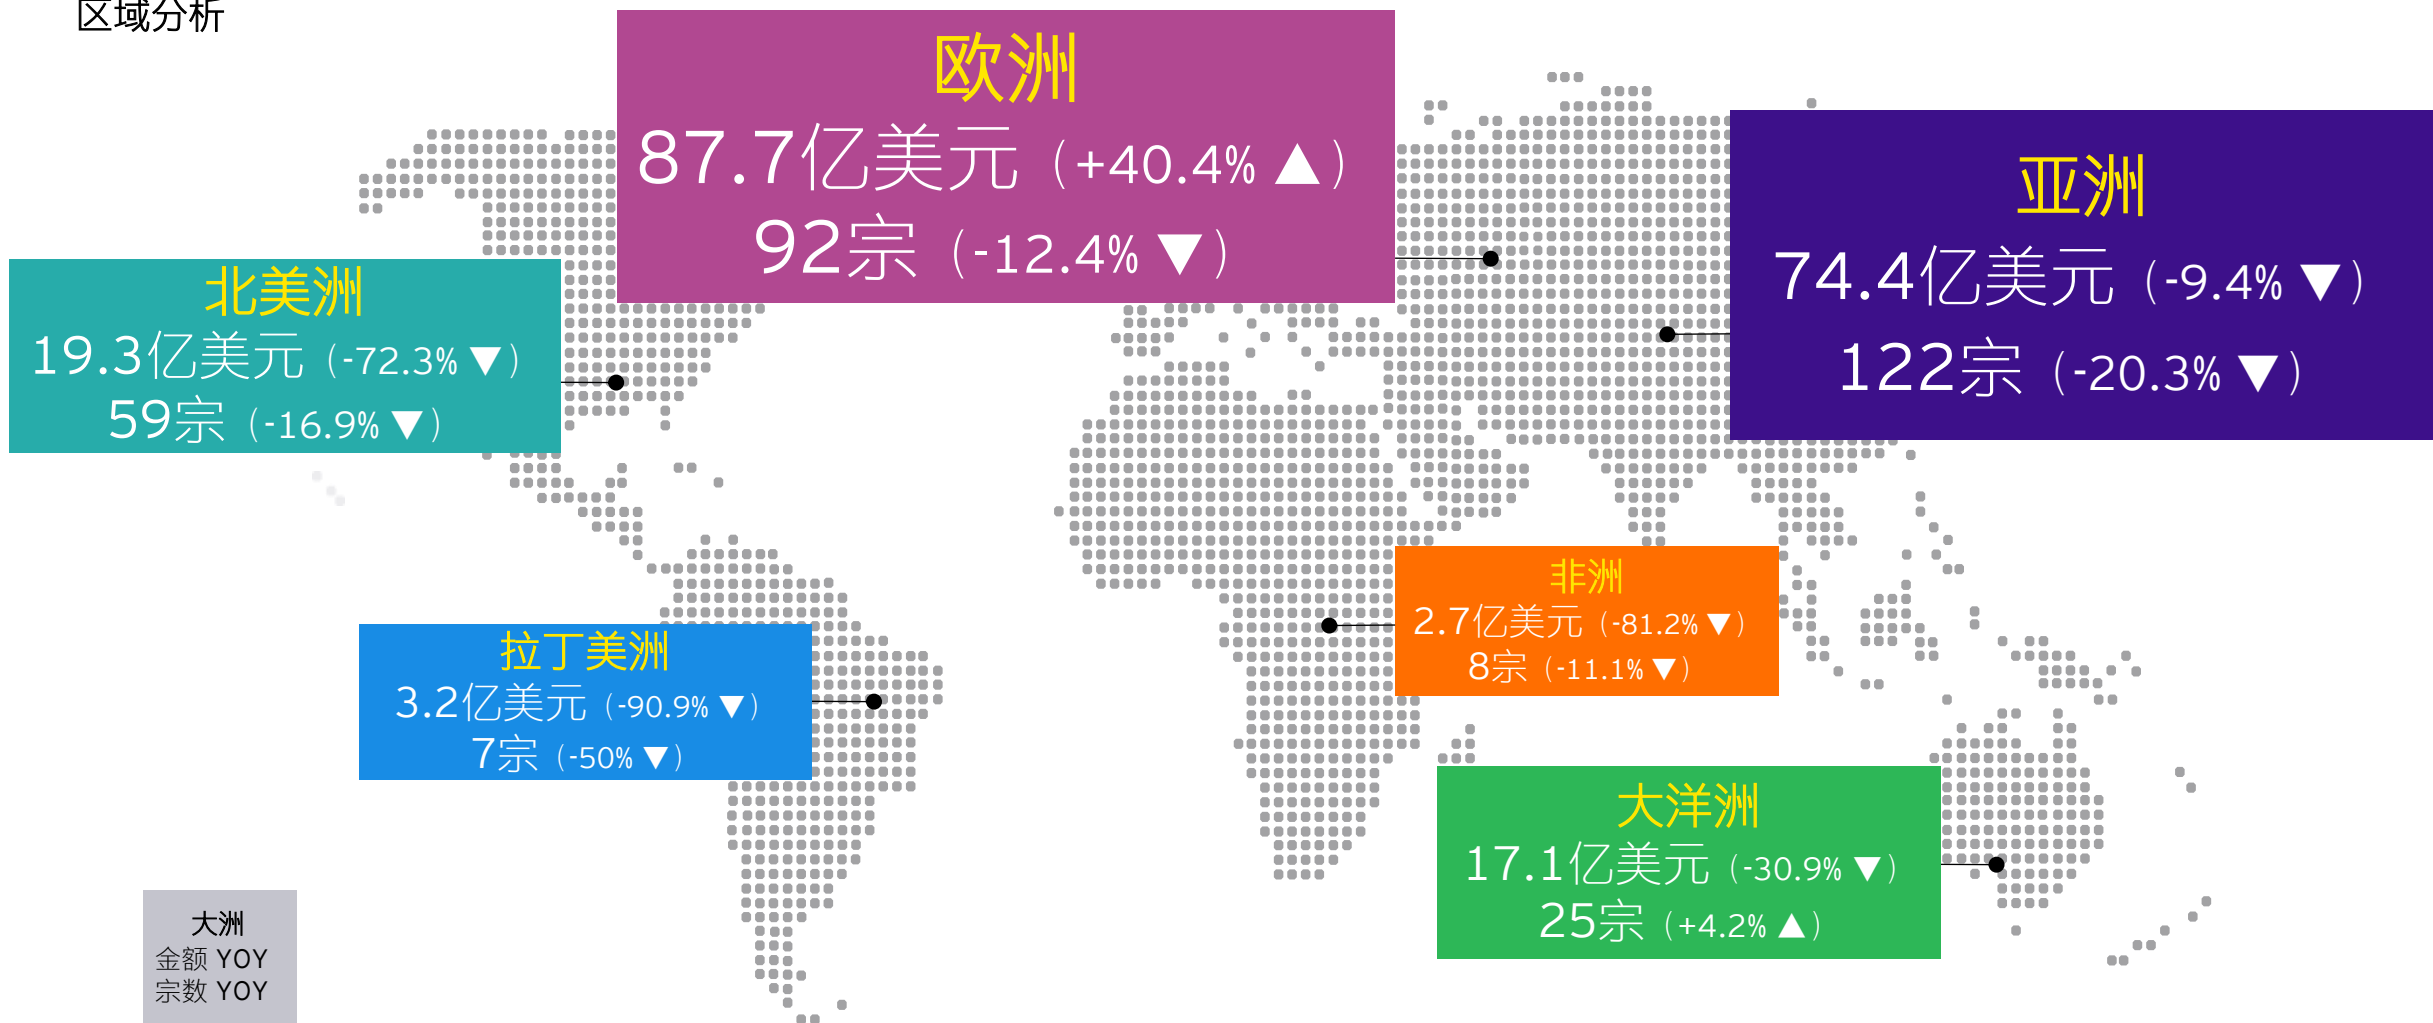 区域分析
欧洲
87.7亿美元（+40.4% ▲）
92宗（-12.4% ▼）
亚洲
74.4亿美元（-9.4% ▼）
122宗（-20.3% ▼）
北美洲
19.3亿美元（-72.3% ▼）
59宗（-16.9% ▼）
非洲
2.7亿美元（-81.2% ▼）
8宗（-11.1% ▼）
拉丁美洲
3.2亿美元（-90.9% ▼）
7宗（-50% ▼）
大洋洲
17.1亿美元（-30.9% ▼）
25宗（+4.2% ▲）
大洲
金额 YOY
宗数 YOY